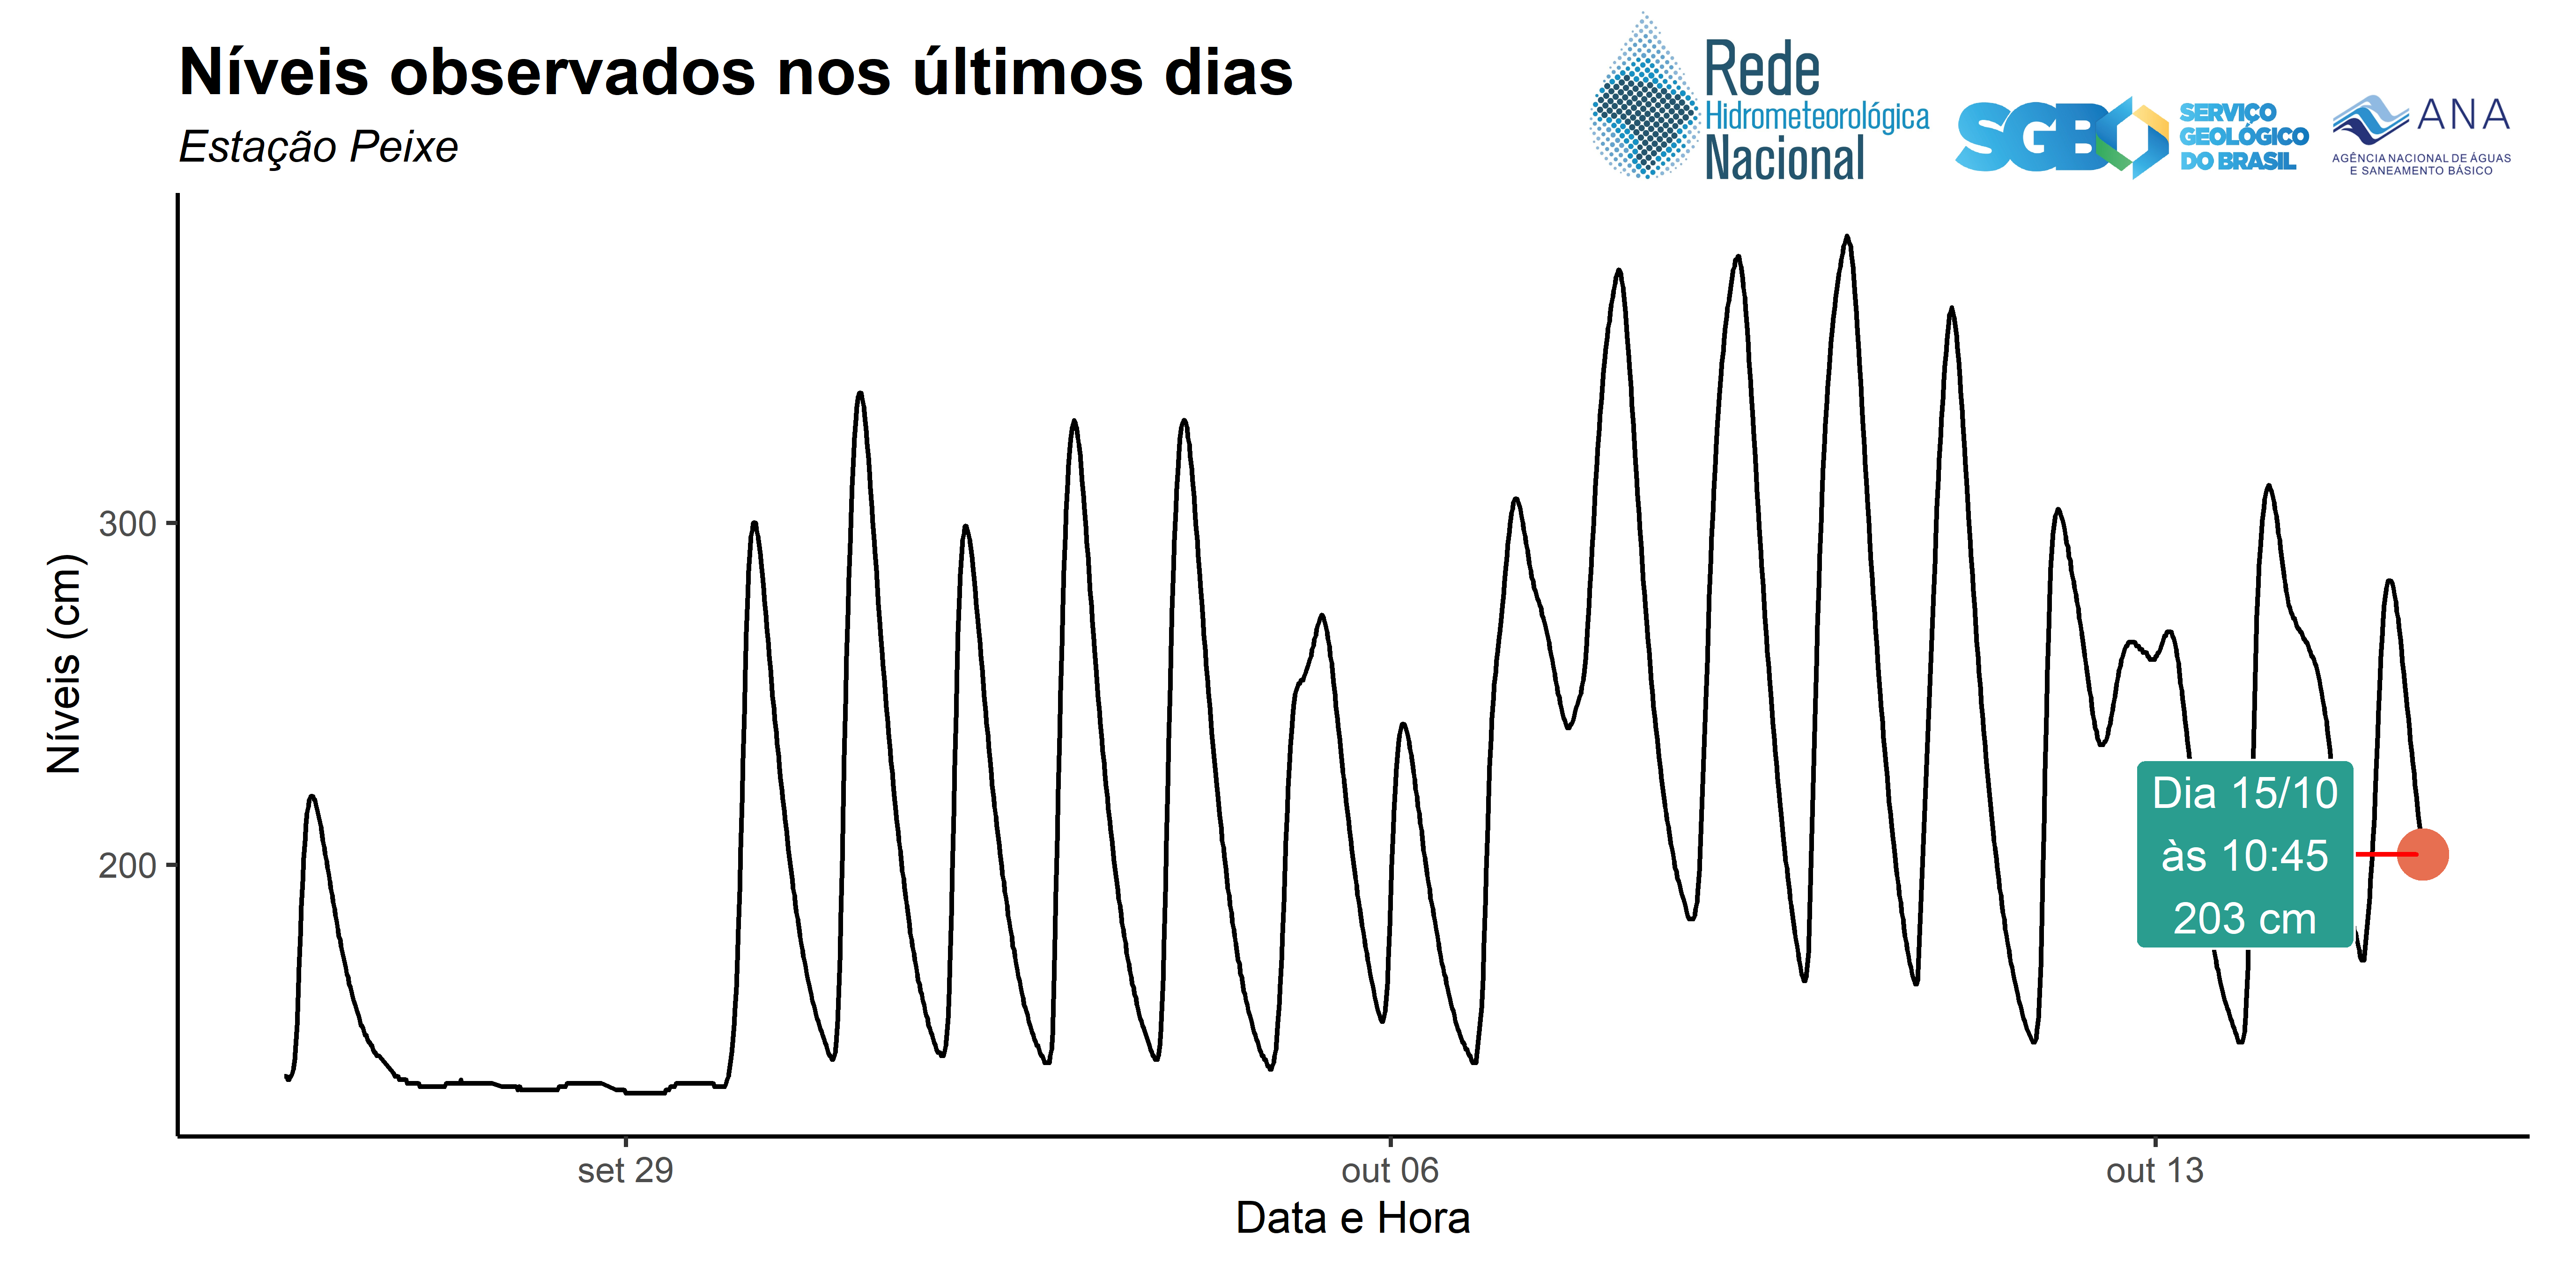 Níveis observados nos últimos dias
Estação Peixe
Rede
Hidrometeorológica
Nacional
SGB
SERVIÇO
GEOLÓGICO
DO BRASIL
ANA
AGÊNCIA NACIONAL DE ÁGUAS
E SANEAMENTO BÁSICO
Níveis (cm)
300
200
Dia 15/10
às 10:45
203 cm
set 29
out 06
out 13
Data e Hora